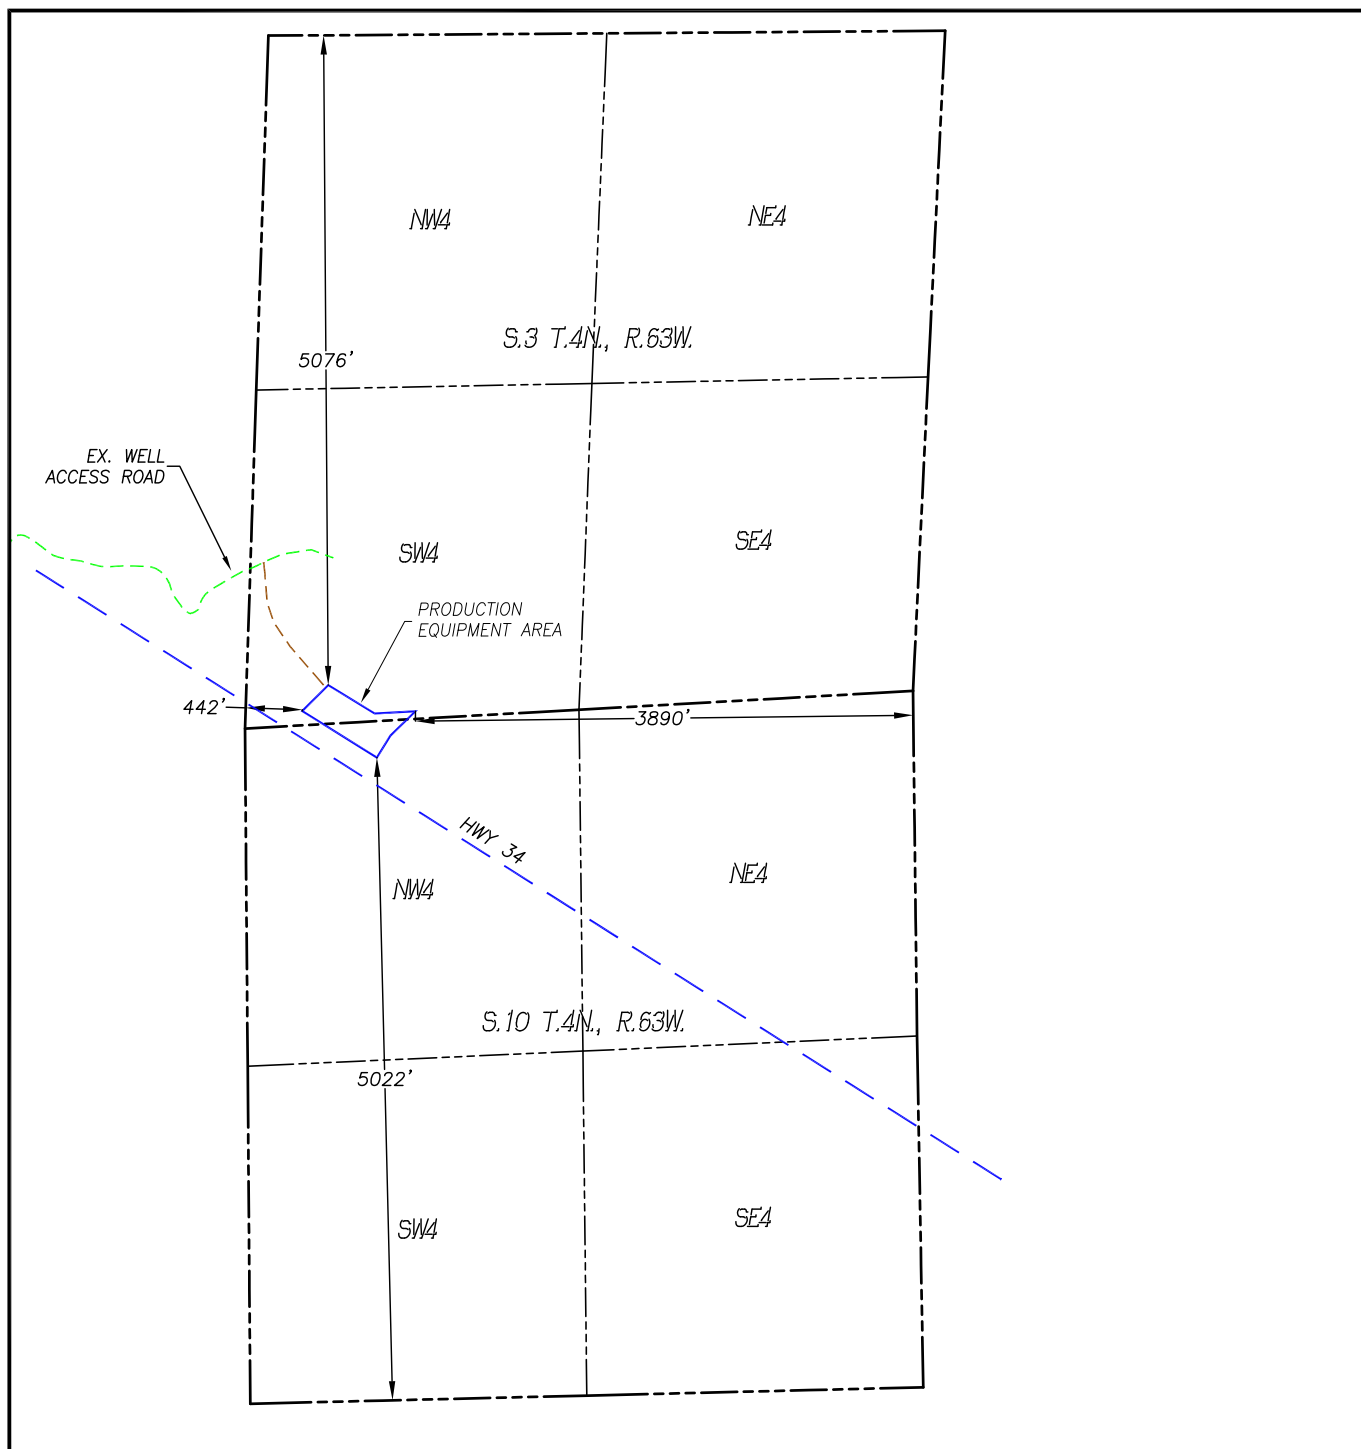 NW4
NE4
S.3 T.4N., R.63W.
5076'
EX. WELL
ACCESS ROAD
SW4
SE4
PRODUCTION
EQUIPMENT AREA
442'
3890'
HWY 34
NW4
NE4
S.10 T.4N., R.63W.
5022'
SW4
SE4